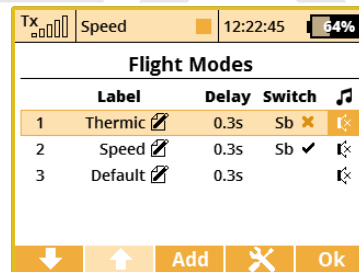 Tx Speed 12:22:45 64%
Flight Modes
Label Delay Switch
1 Thermic 0.3s Sb
2 Speed 0.3s Sb
3 Default 0.3s
Add Ok